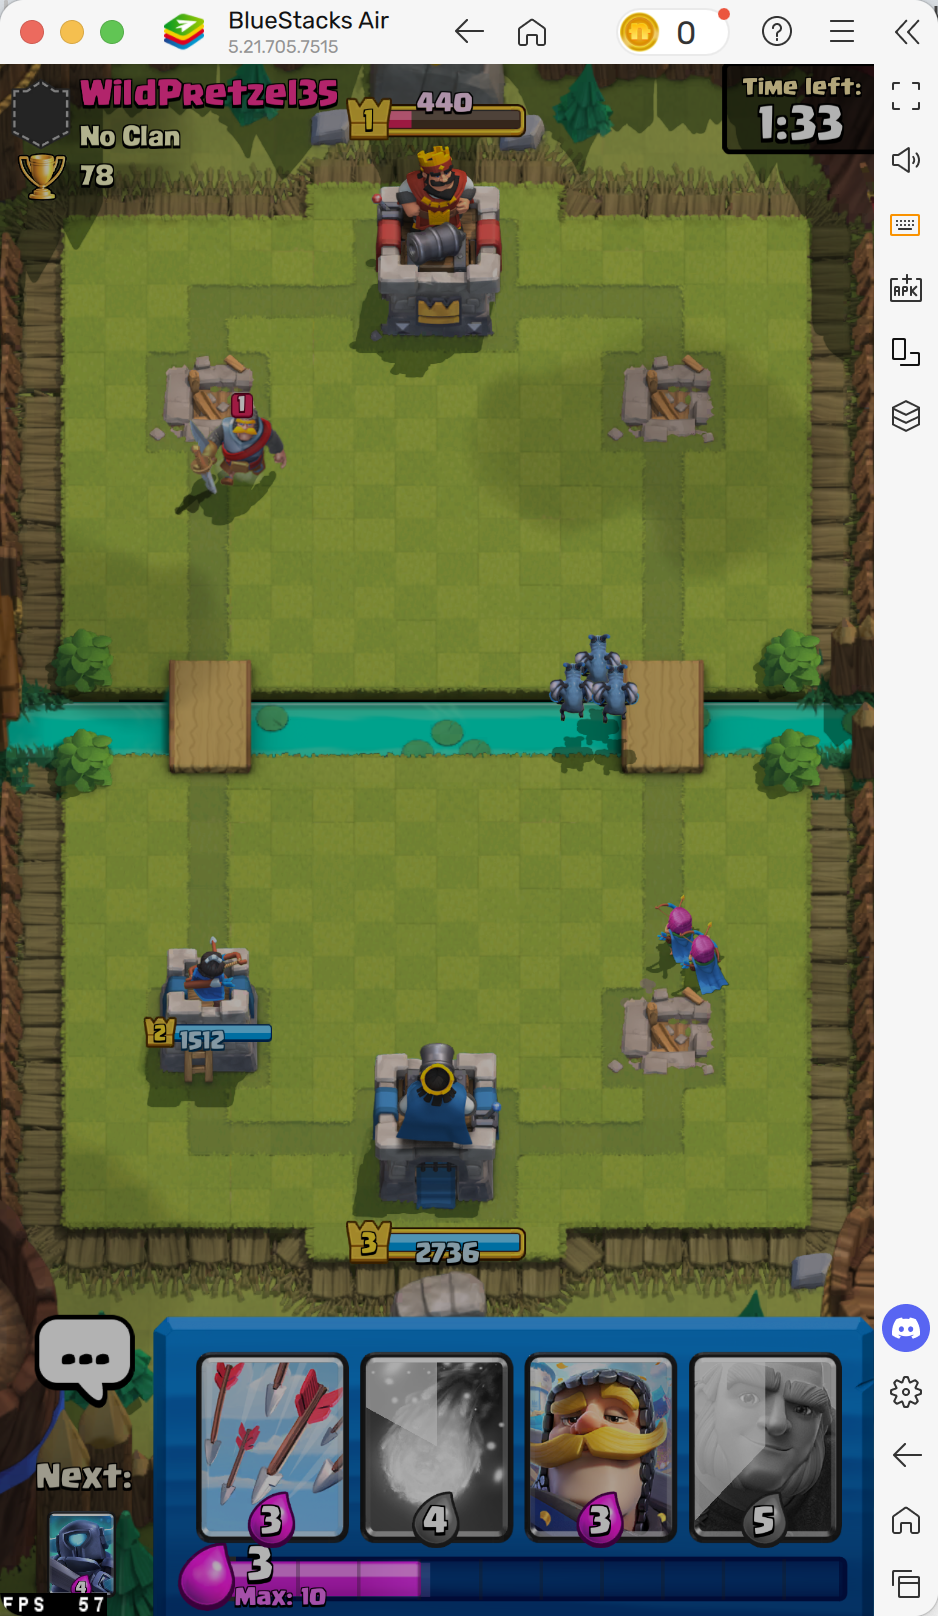 BlueStacks Air
5.21.705.7515
0
WildPretzel35
No Clan
78
1
440
Time left:
1:33
APK
1
2
1512
3
2736
Next:
4
3
4
3
5
3
Max: 10
FPS 57